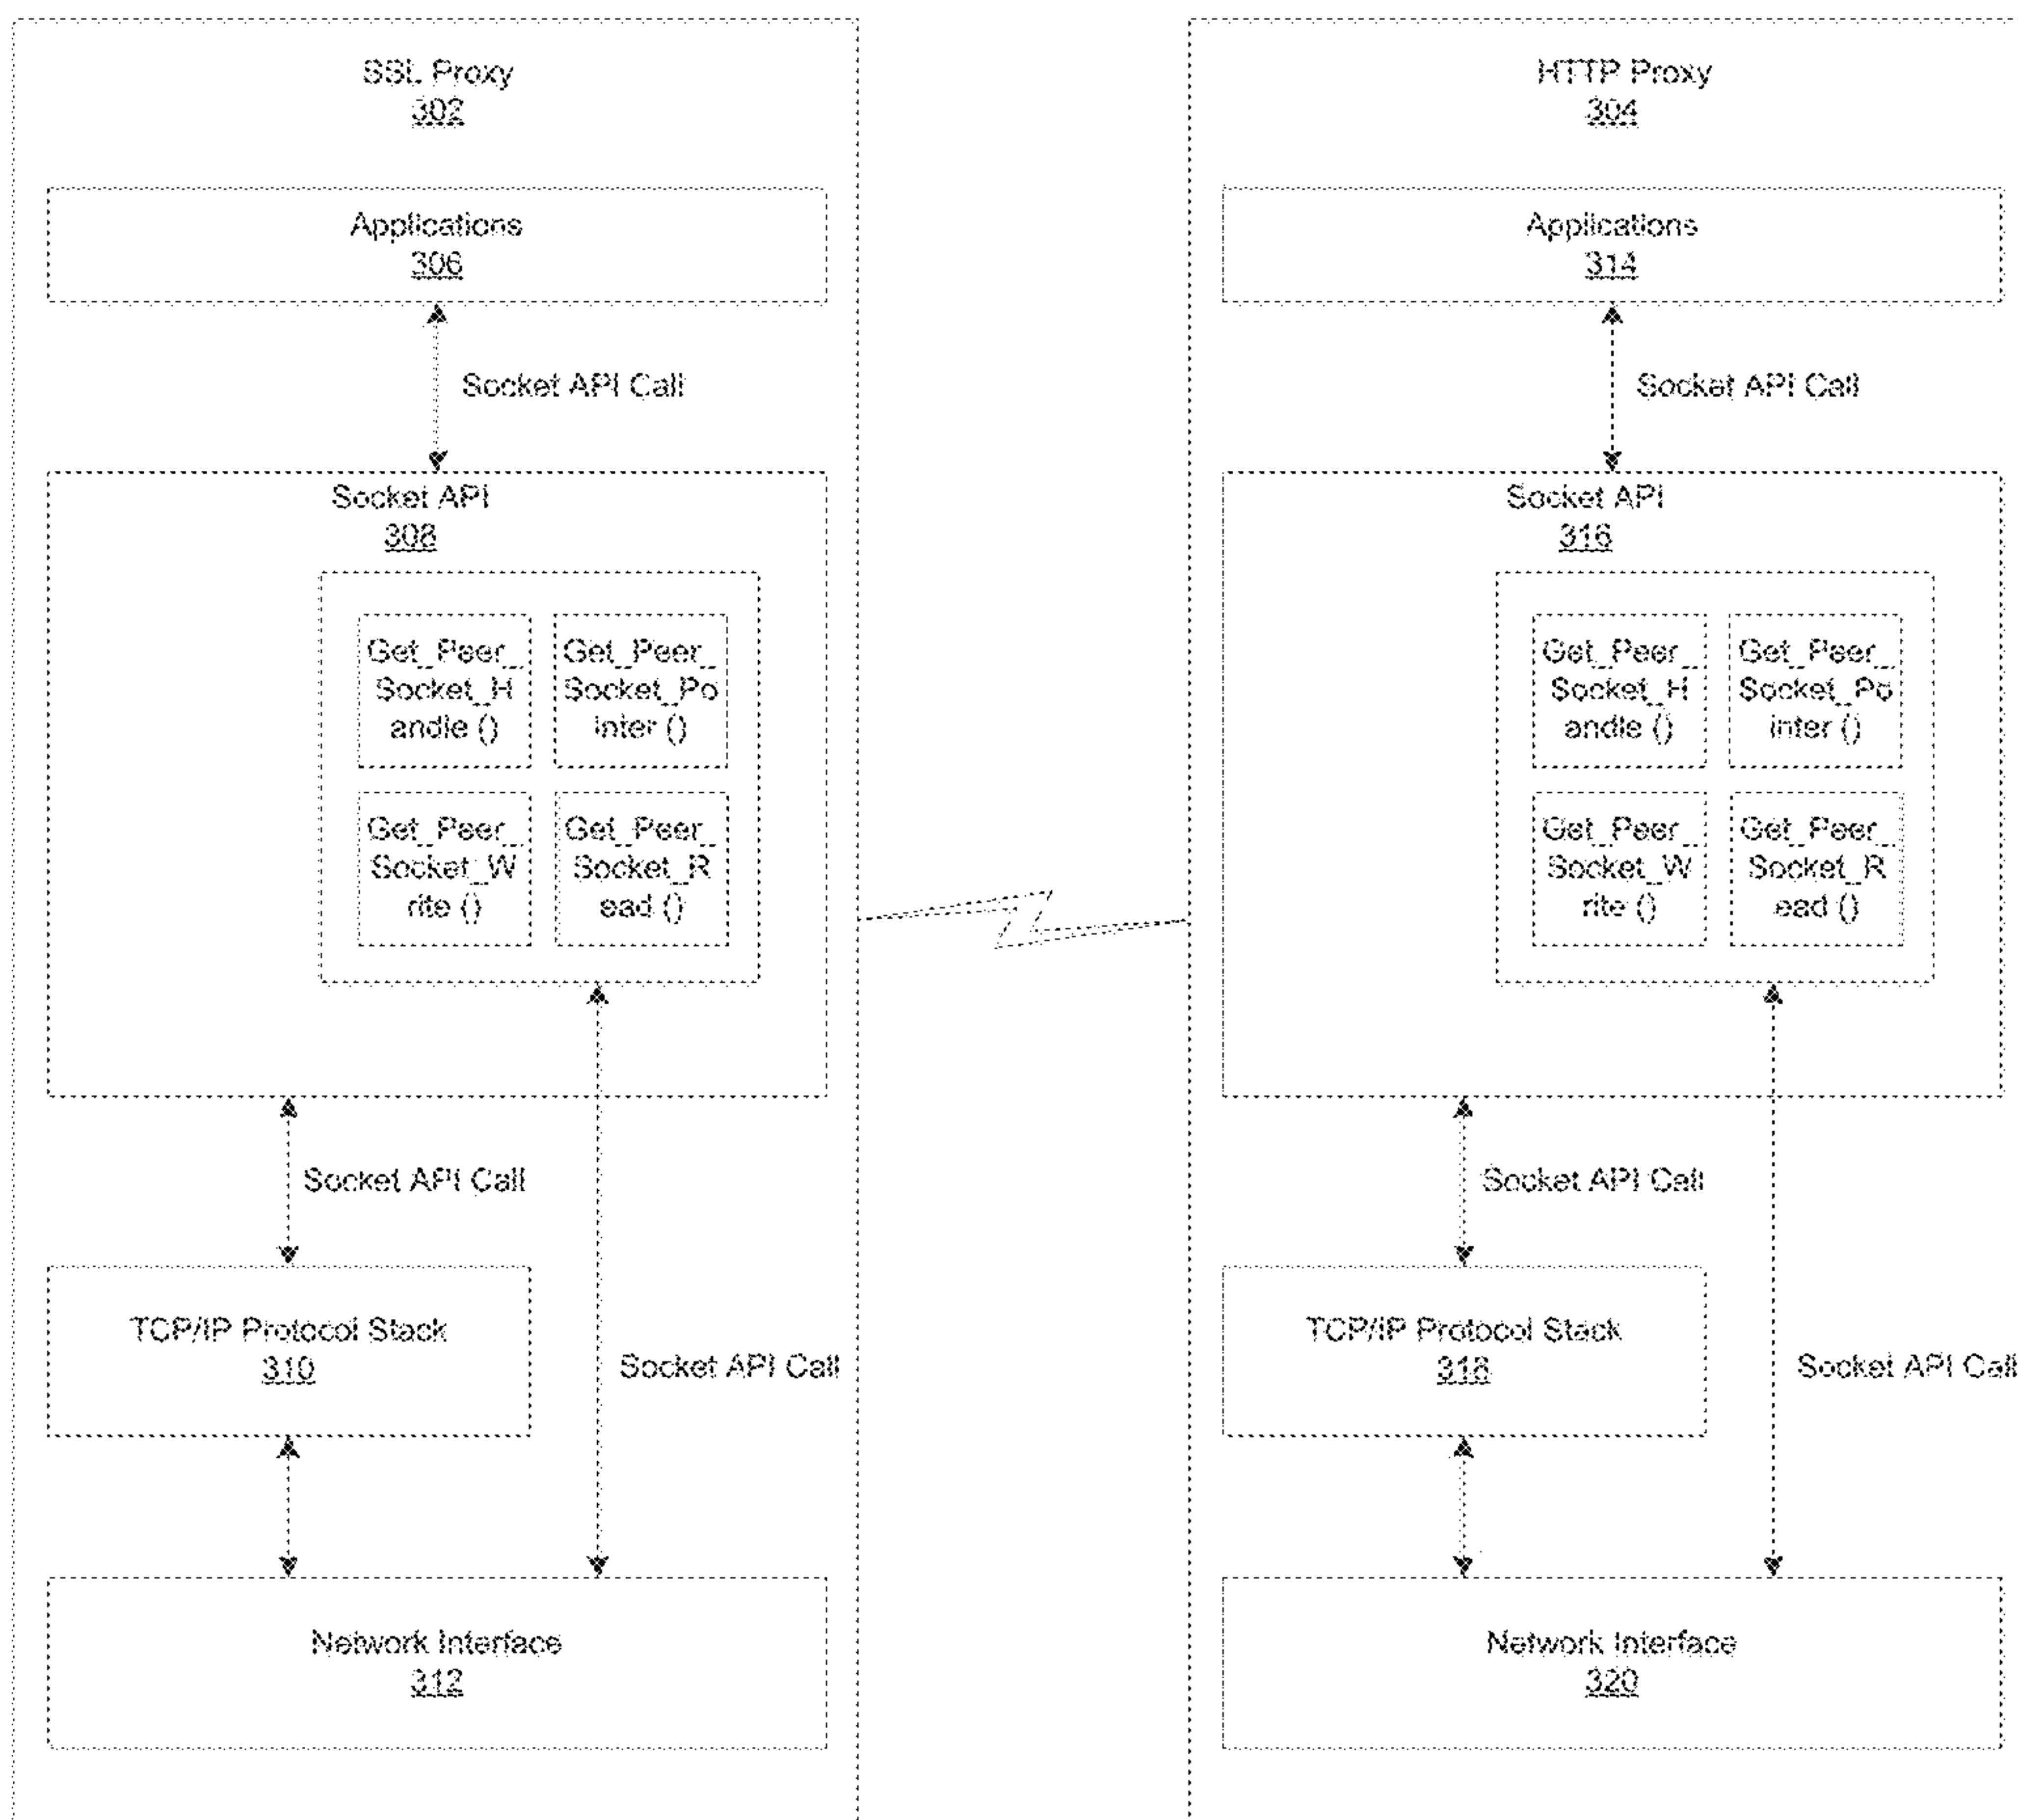 SSL Proxy
302
Applications
306
Socket API Call
Socket API
308
Get_Peer_
Socket_H
andle ()
Get_Peer_
Socket_Po
inter ()
Get_Peer_
Socket_W
rite ()
Get_Peer_
Socket_R
ead ()
Socket API Call
TCP/IP Protocol Stack
310
Socket API Call
Network Interface
312
HTTP Proxy
304
Applications
314
Socket API Call
Socket API
316
Get_Peer_
Socket_H
andle ()
Get_Peer_
Socket_Po
inter ()
Get_Peer_
Socket_W
rite ()
Get_Peer_
Socket_R
ead ()
Socket API Call
TCP/IP Protocol Stack
318
Socket API Call
Network Interface
320